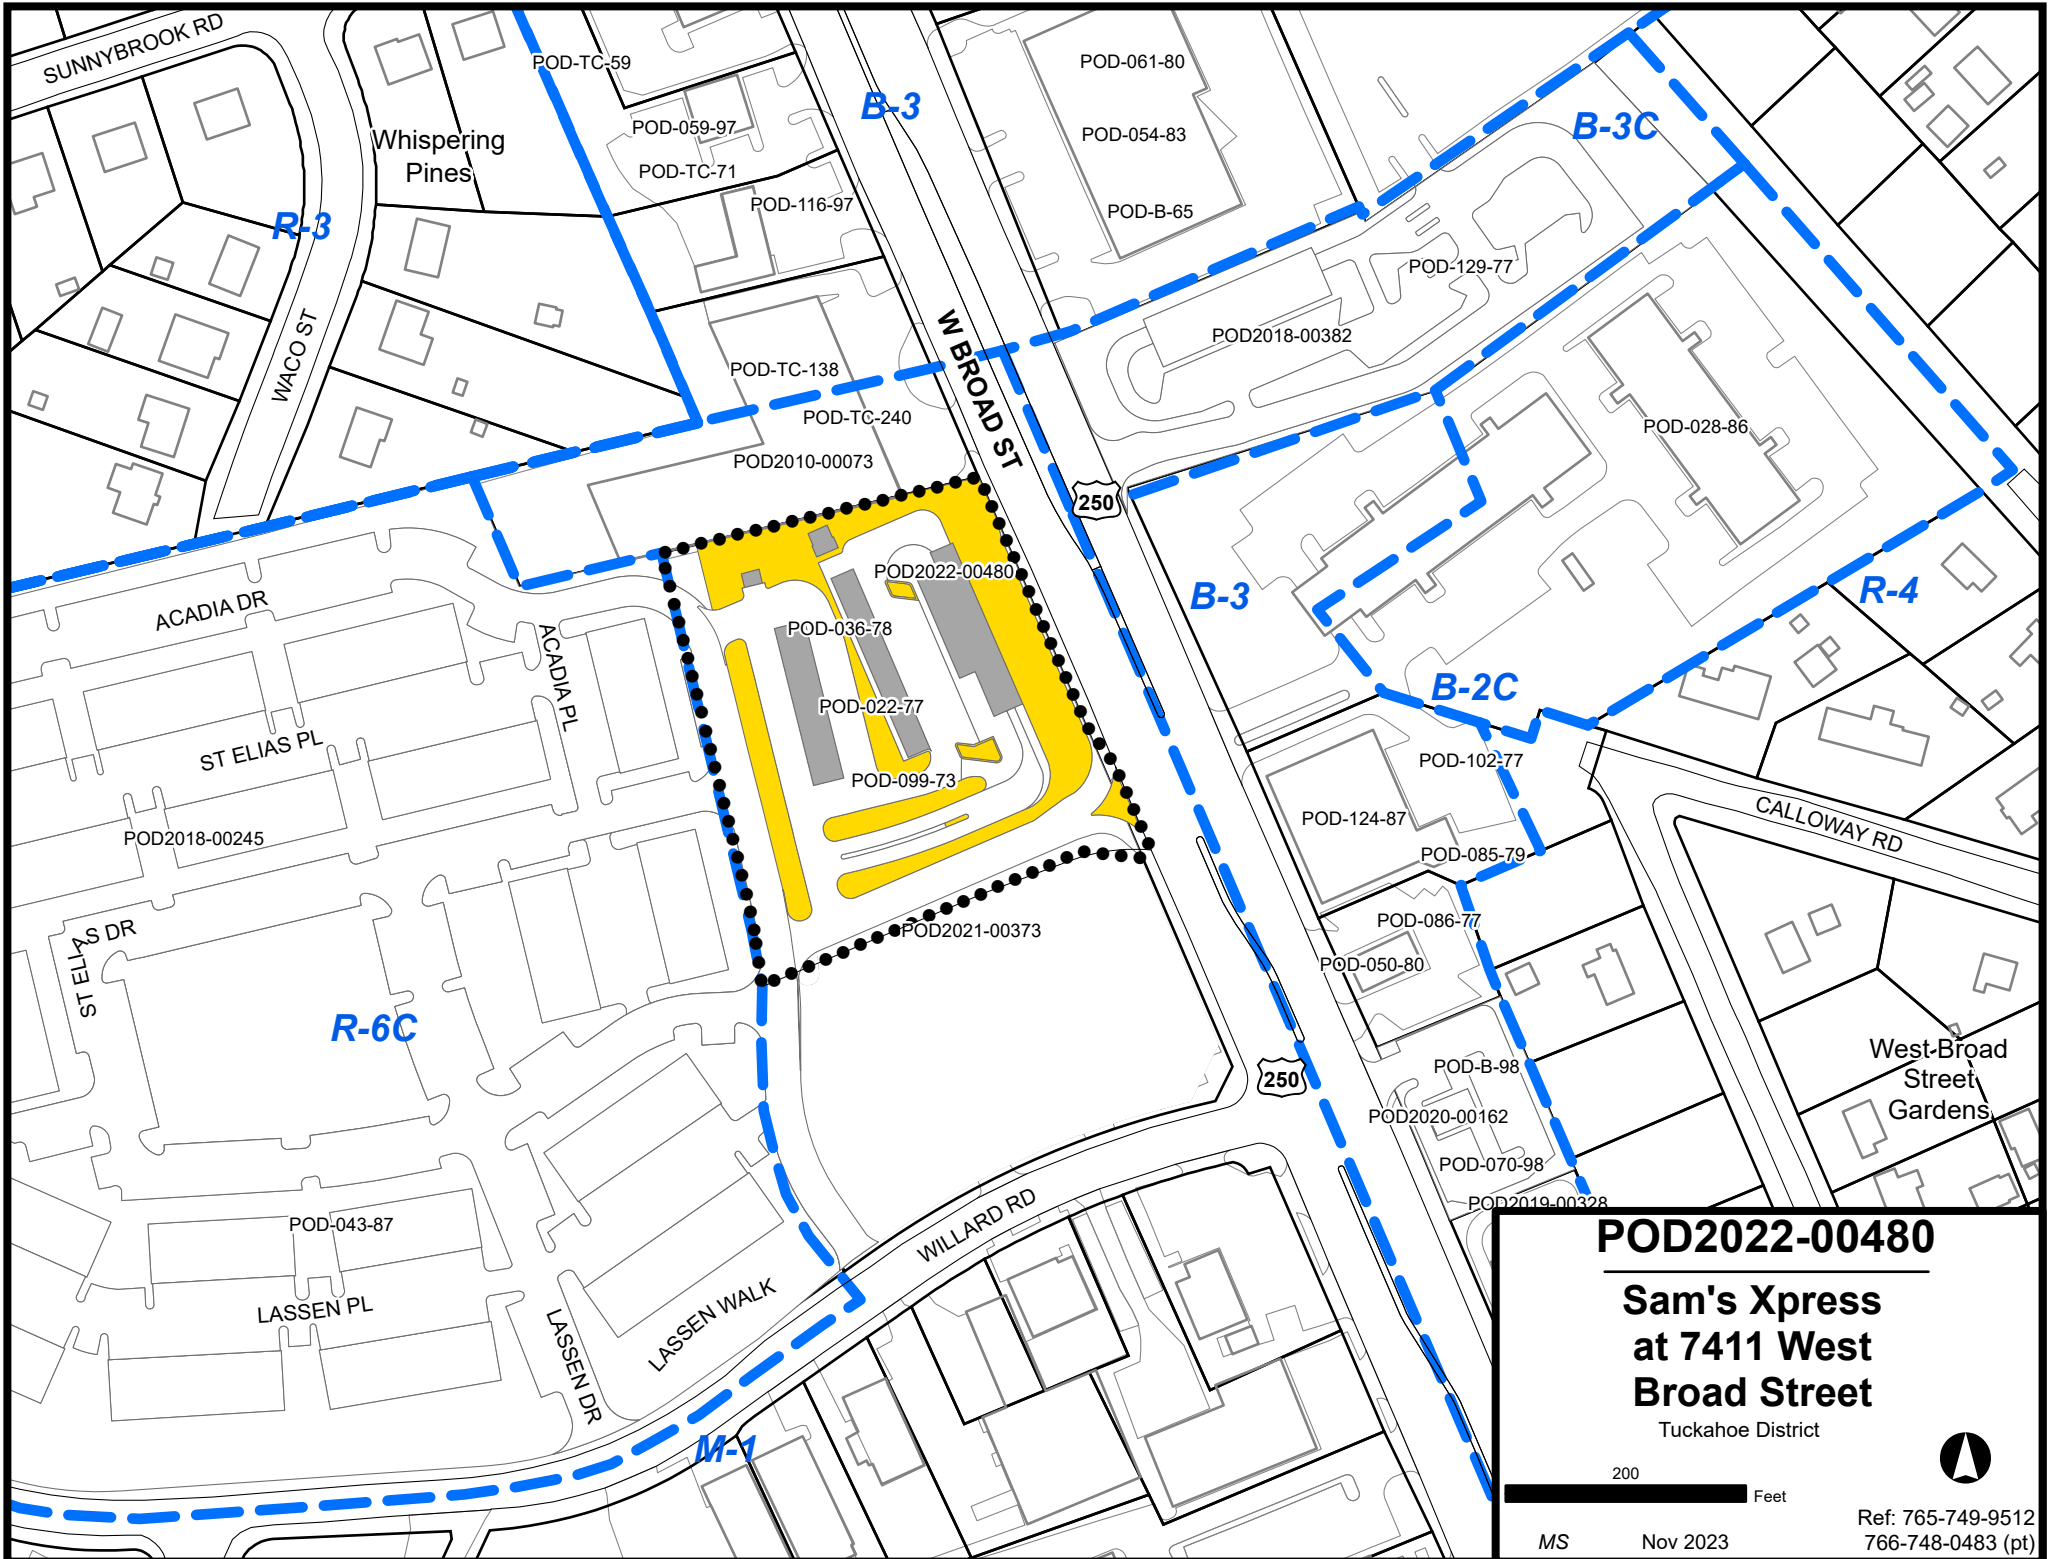 SUNNYBROOK RD
POD-TC-59
POD-061-80
B-3
B-3C
POD-059-97
POD-054-83
Whispering
Pines
POD-TC-71
POD-116-97
POD-B-65
R-3
POD-129-77
W BROAD ST
POD2018-00382
WACO ST
POD-TC-138
POD-TC-240
POD-028-86
POD2010-00073
250
POD2022-00480
B-3
R-4
ACADIA DR
ACADIA PL
POD-036-78
B-2C
POD-022-77
ST ELIAS PL
POD-102-77
POD-099-73
POD-124-87
CALLOWAY RD
POD2018-00245
POD-085-79
POD-086-77
ST ELIAS DR
POD2021-00373
POD-050-80
R-6C
West Broad
Street
Gardens
250
POD-B-98
POD2020-00162
POD-070-98
POD2019-00328
WILLARD RD
POD-043-87
LASSEN PL
LASSEN WALK
LASSEN DR
M-1
POD2022-00480
Sam's Xpress
at 7411 West
Broad Street
Tuckahoe District
200
Feet
Ref: 765-749-9512
MS Nov 2023 766-748-0483 (pt)